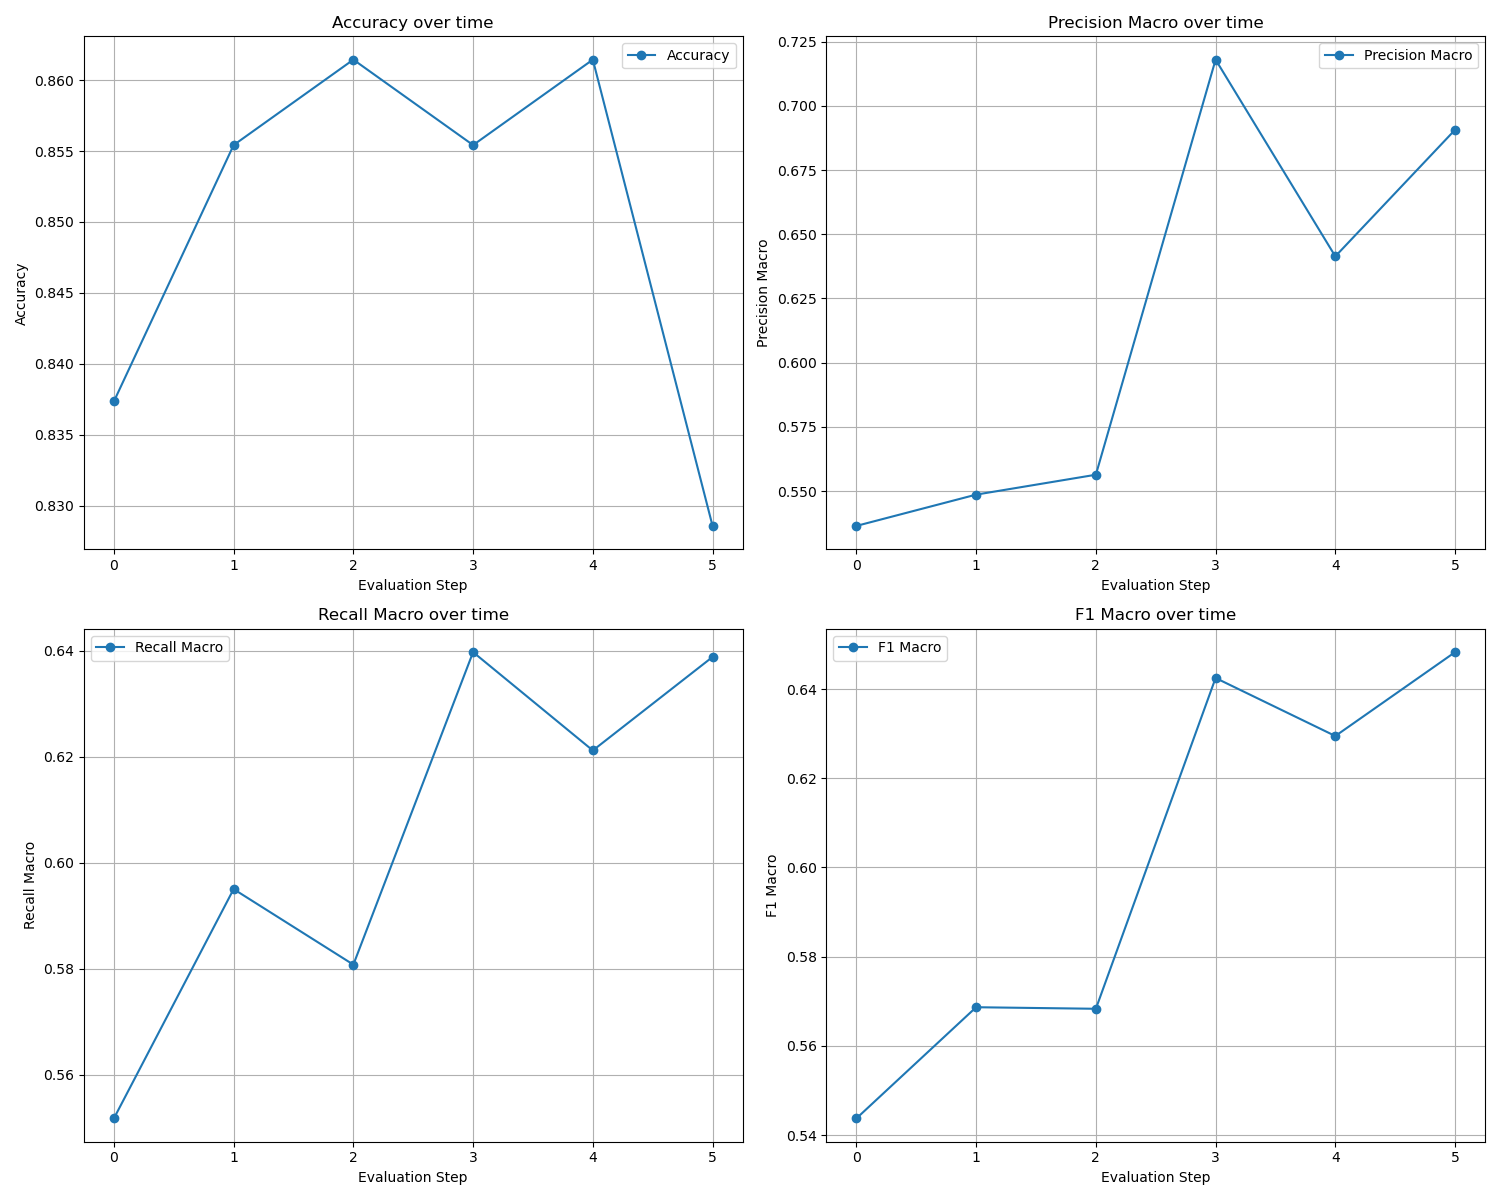 Accuracy over time
Accuracy
0.860
0.855
0.850
0.845
0.840
0.835
0.830
Accuracy
0 1 2 3 4 5
Evaluation Step
Precision Macro over time
Precision Macro
0.725
0.700
0.675
0.650
0.625
0.600
0.575
0.550
Precision Macro
0 1 2 3 4 5
Evaluation Step
Recall Macro over time
Recall Macro
0.64
0.62
0.60
0.58
0.56
Recall Macro
0 1 2 3 4 5
Evaluation Step
F1 Macro over time
F1 Macro
0.64
0.62
0.60
0.58
0.56
0.54
F1 Macro
0 1 2 3 4 5
Evaluation Step